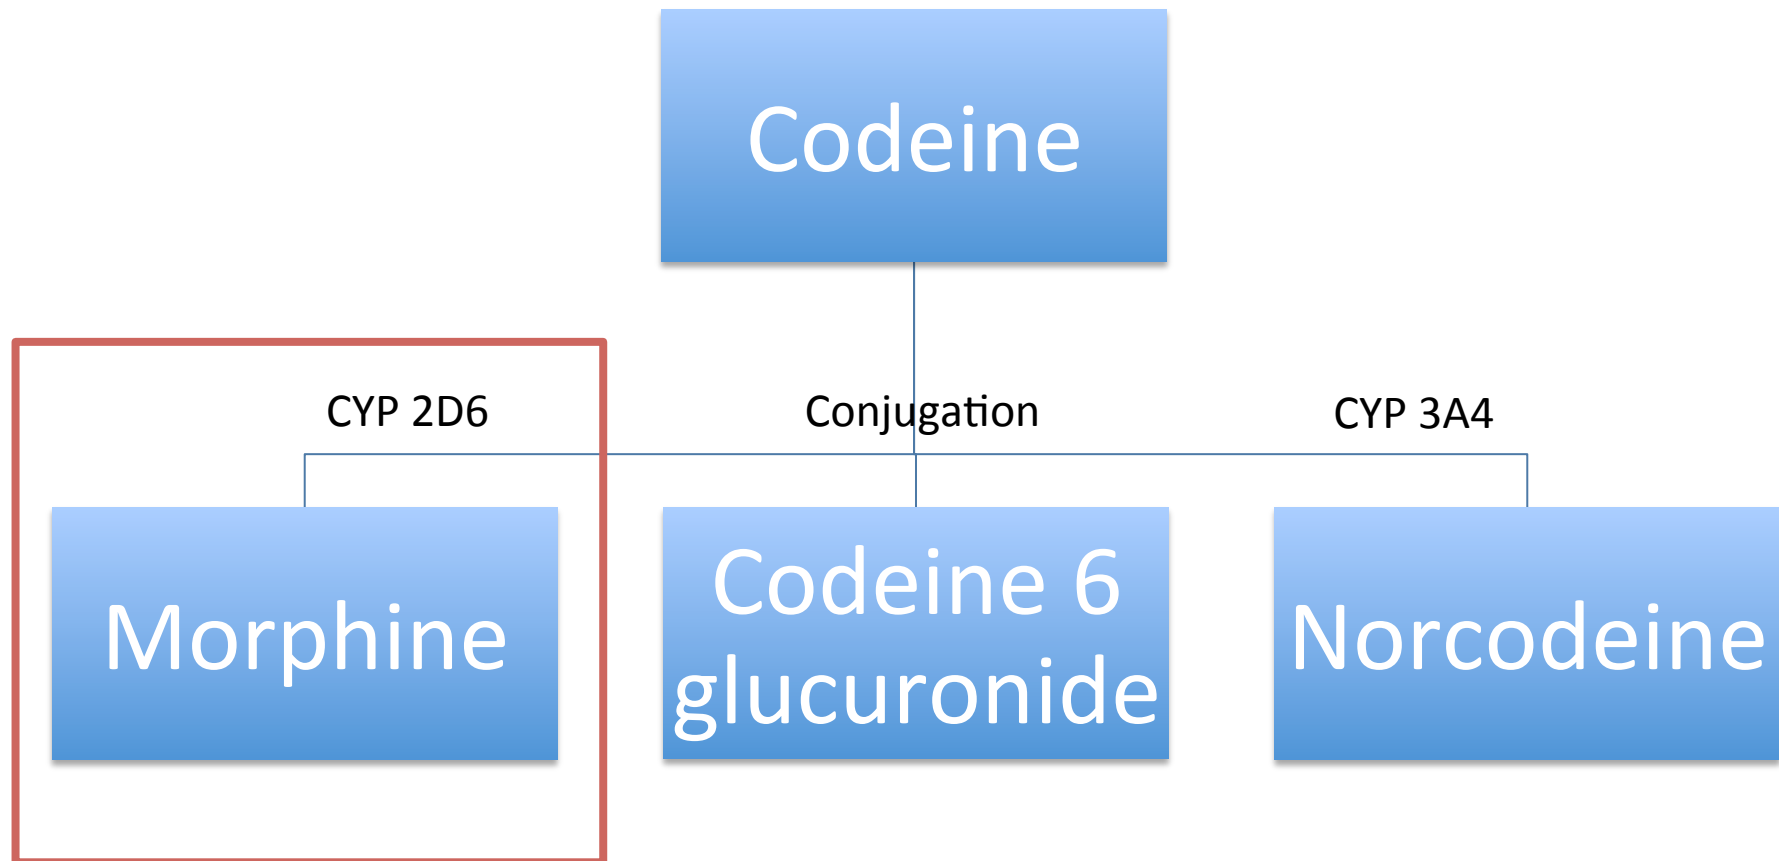 Codeine
CYP 2D6
Conjugation
CYP 3A4
Morphine
Codeine 6
glucuronide
Norcodeine